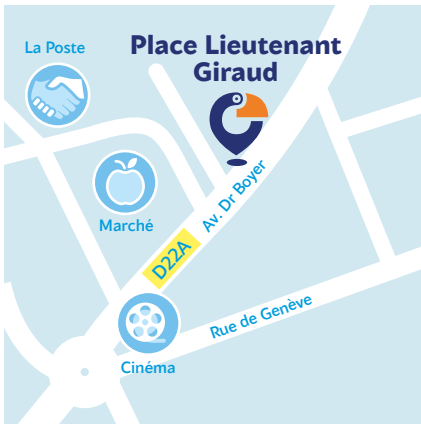 La Poste
Place Lieutenant
Giraud
Marché
Av. Dr Boyer
D22A
Rue de Genève
Cinéma